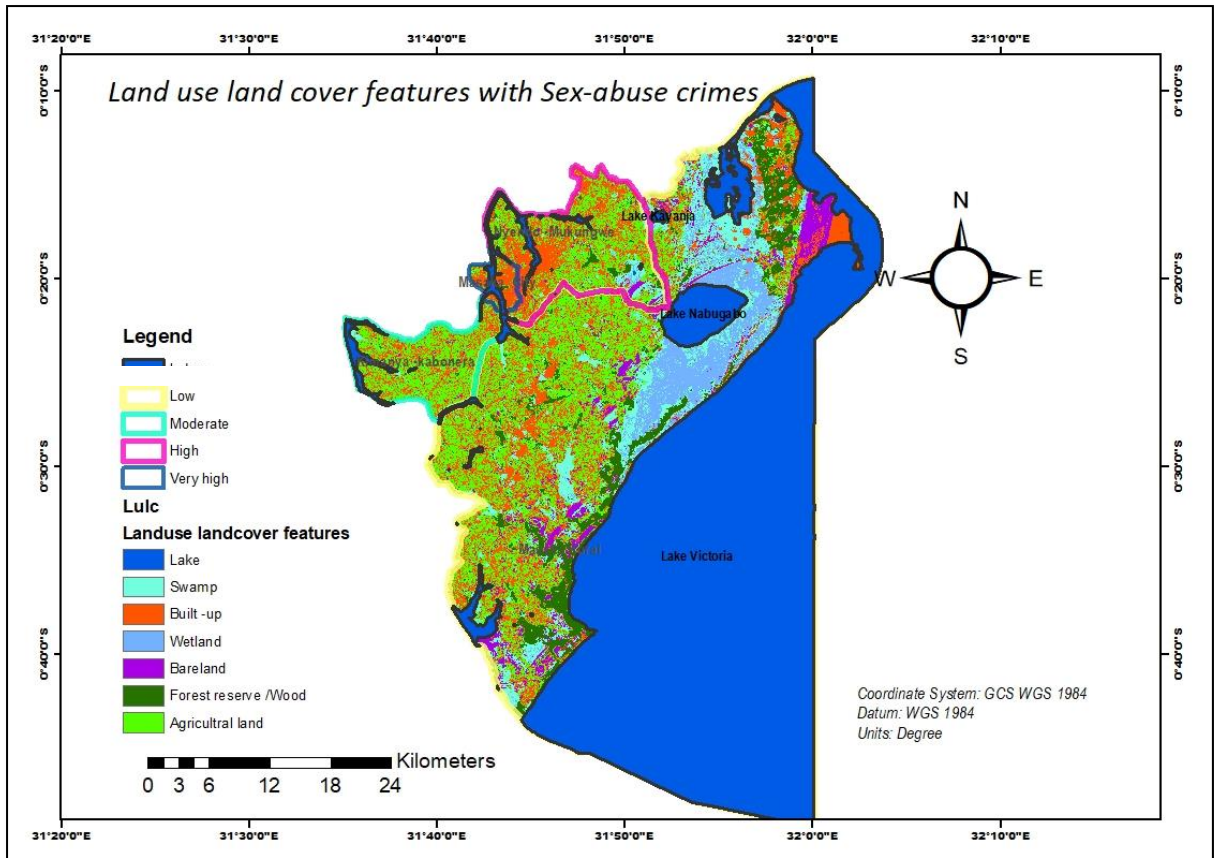 31°20'0"E 31°30'0"E 31°40'0"E 31°50'0"E 32°0'0"E 32°10'0"E
Land use land cover features with Sex-abuse crimes
0°10'0"S 0°10'0"S
N
Lake Kayanja
-Mukungwe
0°20'0"S W E 0°20'0"S
Lake Nabugabo
S
Legend
-kabonera
Low
Moderate
High
0°30'0"S 0°30'0"S
Very high
Lulc
Landuse landcover features
Lake
Lake Victoria
Swamp
Built -up
Wetland
0°40'0"S 0°40'0"S
Bareland
Forest reserve /Wood
Agricultral land
Coordinate System: GCS WGS 1984
Datum: WGS 1984
Units: Degree
Kilometers
0 3 6 12 18 24
31°20'0"E 31°30'0"E 31°40'0"E 31°50'0"E 32°0'0"E 32°10'0"E